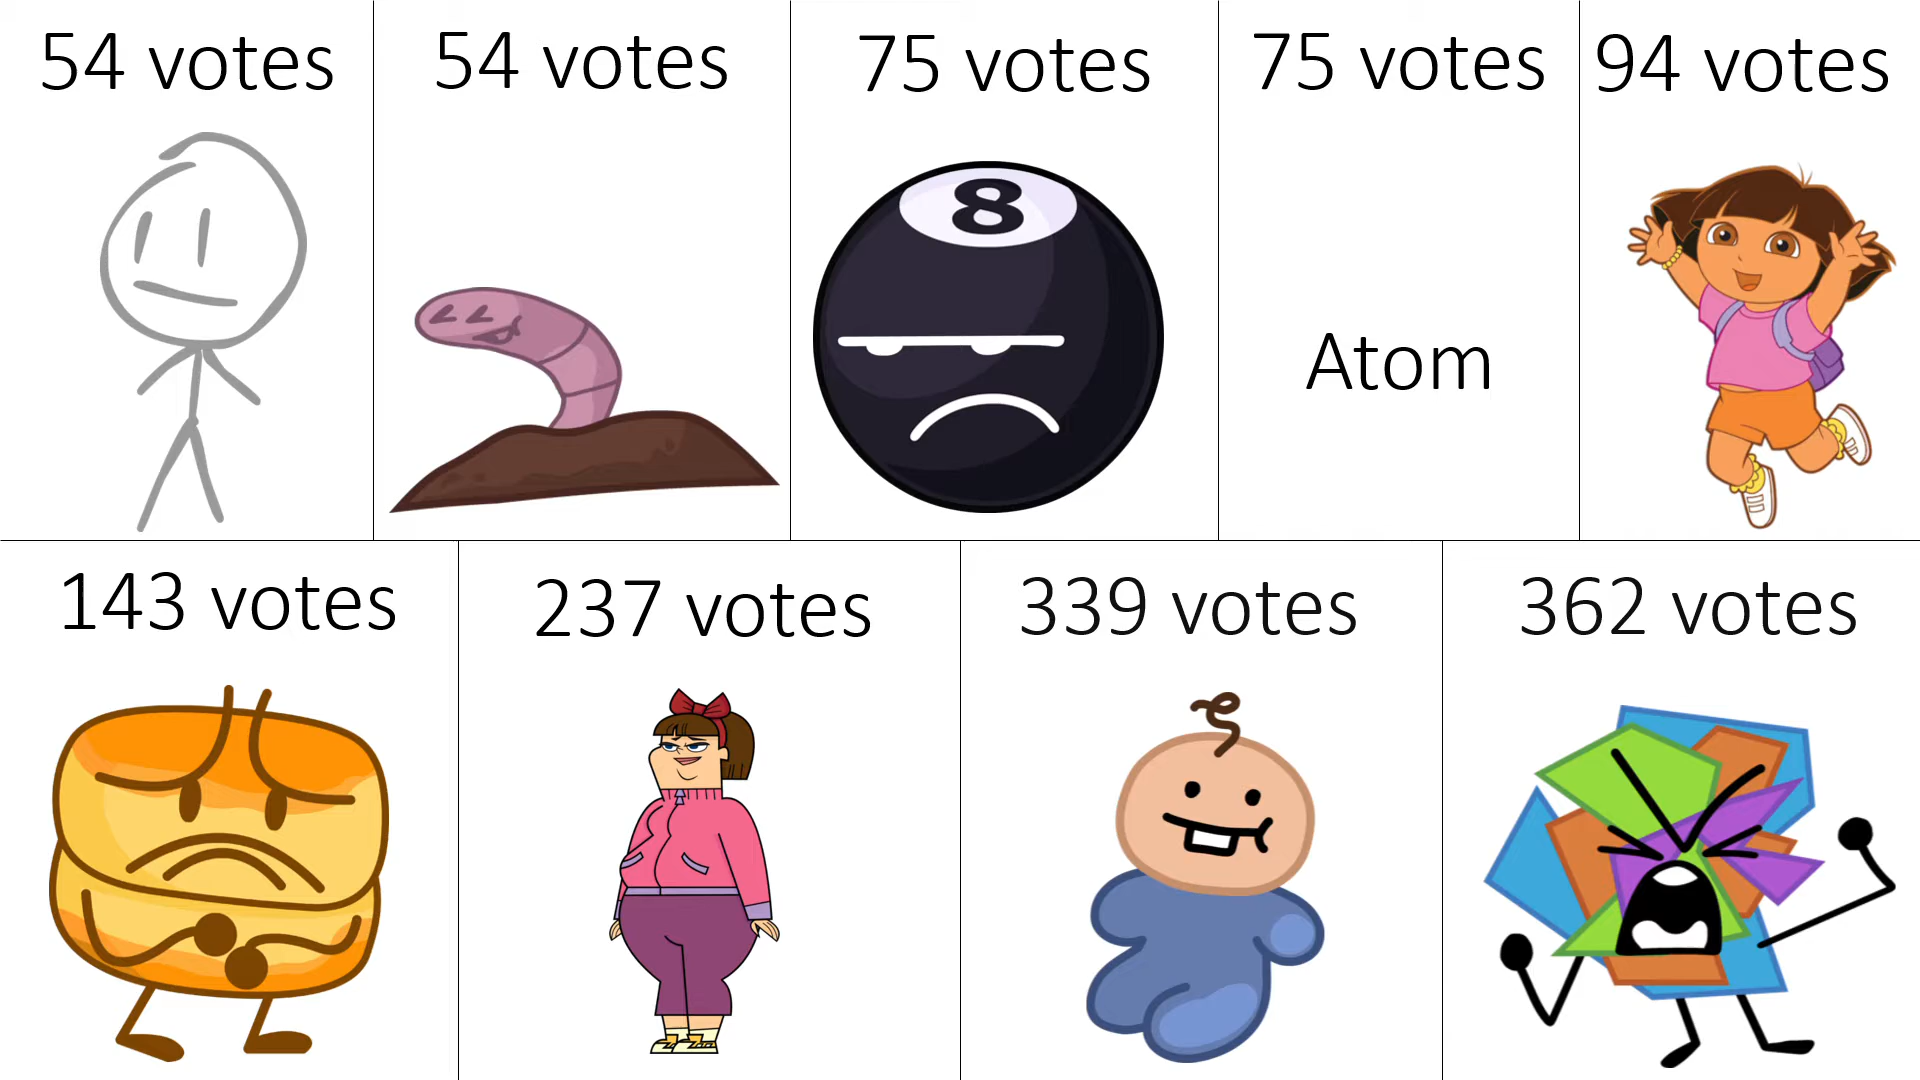 54 votes
54 votes
75 votes
75 votes
94 votes
8
Atom
143 votes
237 votes
339 votes
362 votes